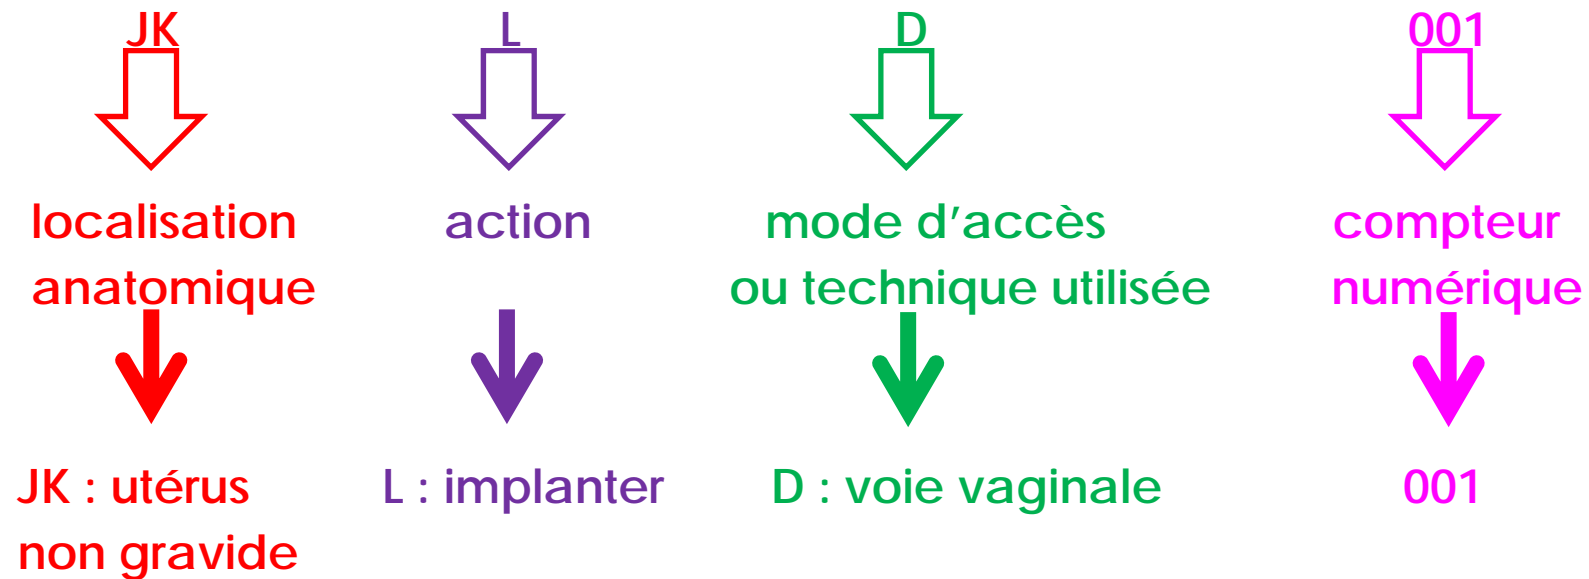 JK L D 001
localisation action mode d'accès compteur
anatomique ou technique utilisée numérique
JK : utérus L : implanter D : voie vaginale 001
non gravide